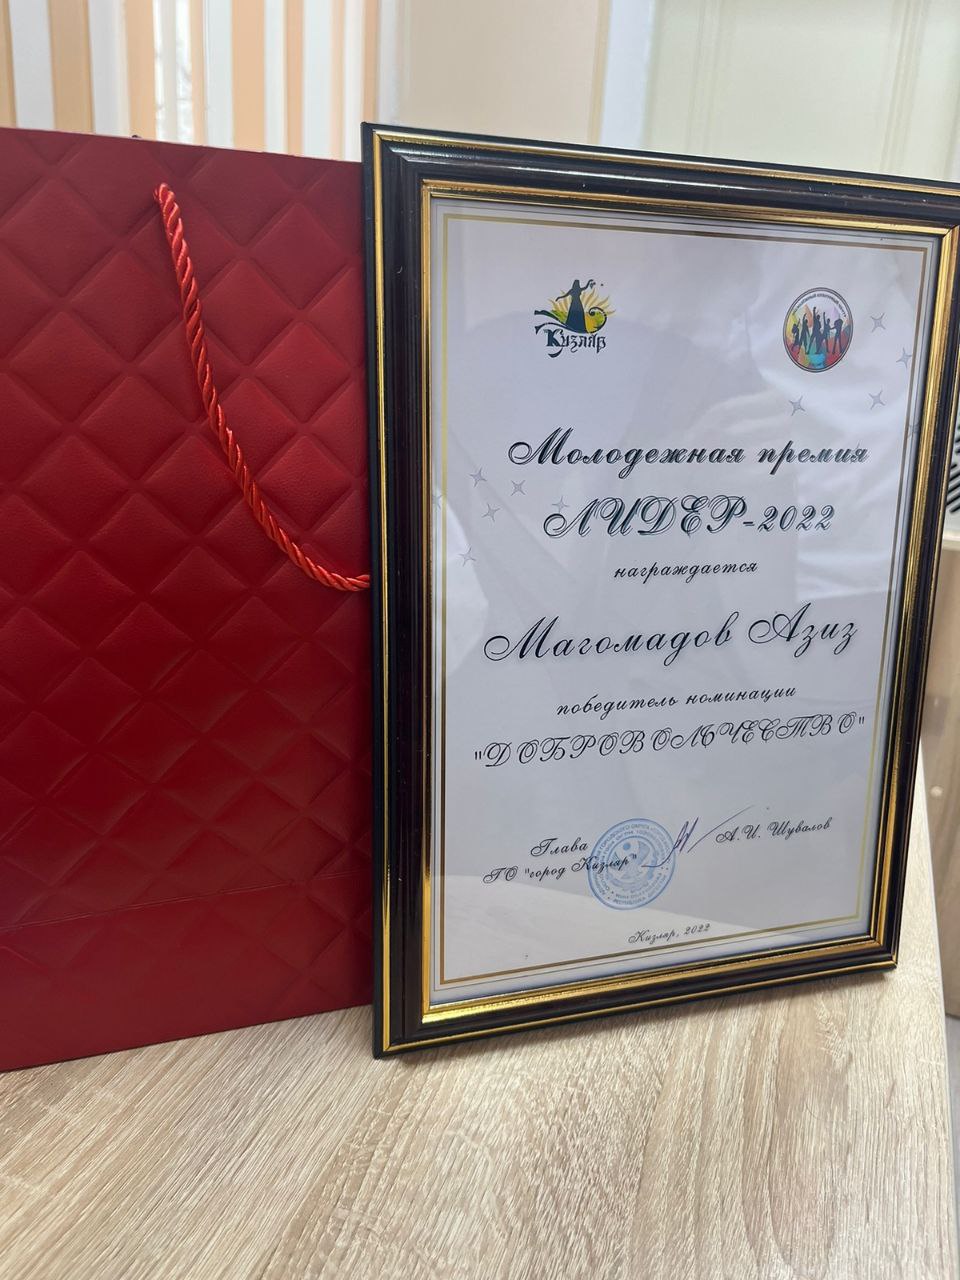 Кизляр
Молодежная премия
ЛИДЕР-2022
награждается
Магомадов Азиз
победитель номинации
"ДОБРОВОЛЬЧЕСТВО"
Глава
ГО "город Кизляр"
А.И. Шувалов
Кизляр, 2022